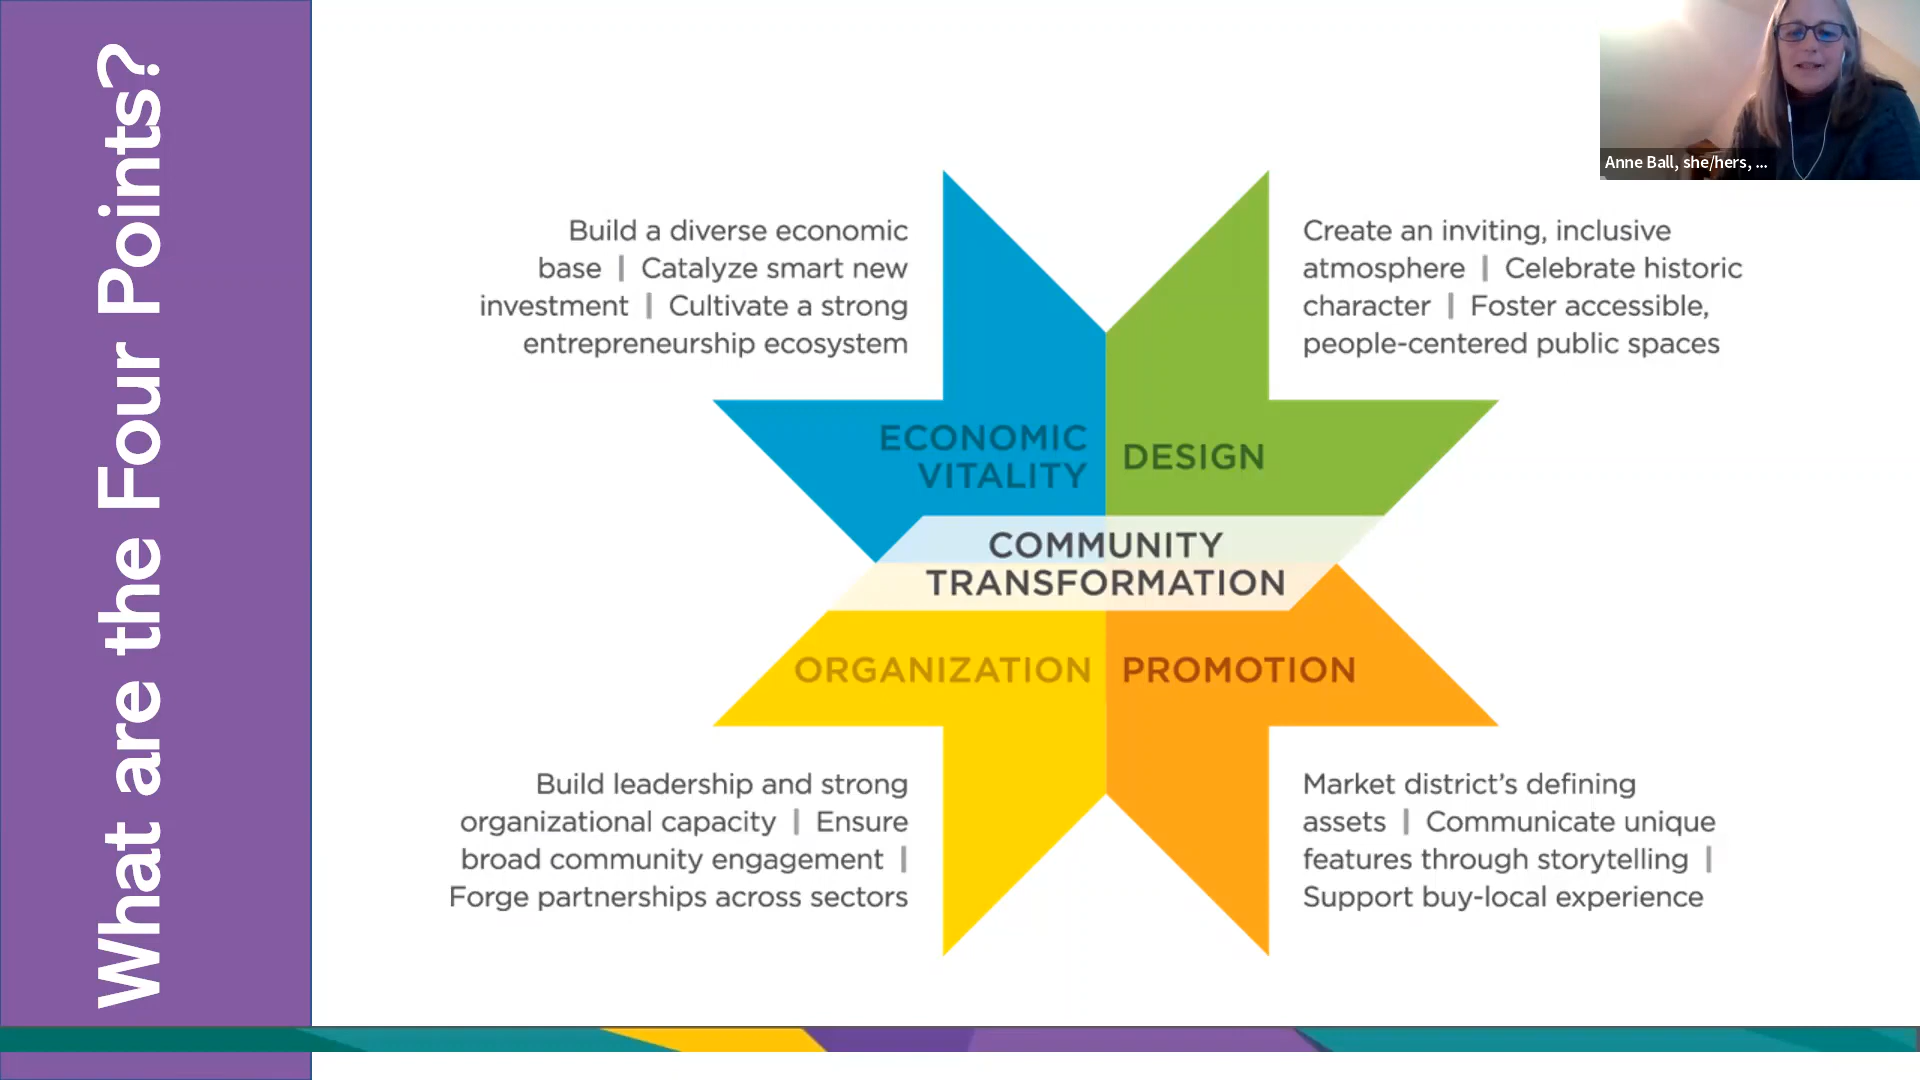 What are the Four Points?
Anne Ball, she/hers, ...
Build a diverse economic
base | Catalyze smart new
investment | Cultivate a strong
entrepreneurship ecosystem
Create an inviting, inclusive
atmosphere | Celebrate historic
character | Foster accessible,
people-centered public spaces
ECONOMIC
VITALITY
DESIGN
COMMUNITY
TRANSFORMATION
ORGANIZATION
PROMOTION
Build leadership and strong
organizational capacity | Ensure
broad community engagement |
Forge partnerships across sectors
Market district’s defining
assets | Communicate unique
features through storytelling |
Support buy-local experience